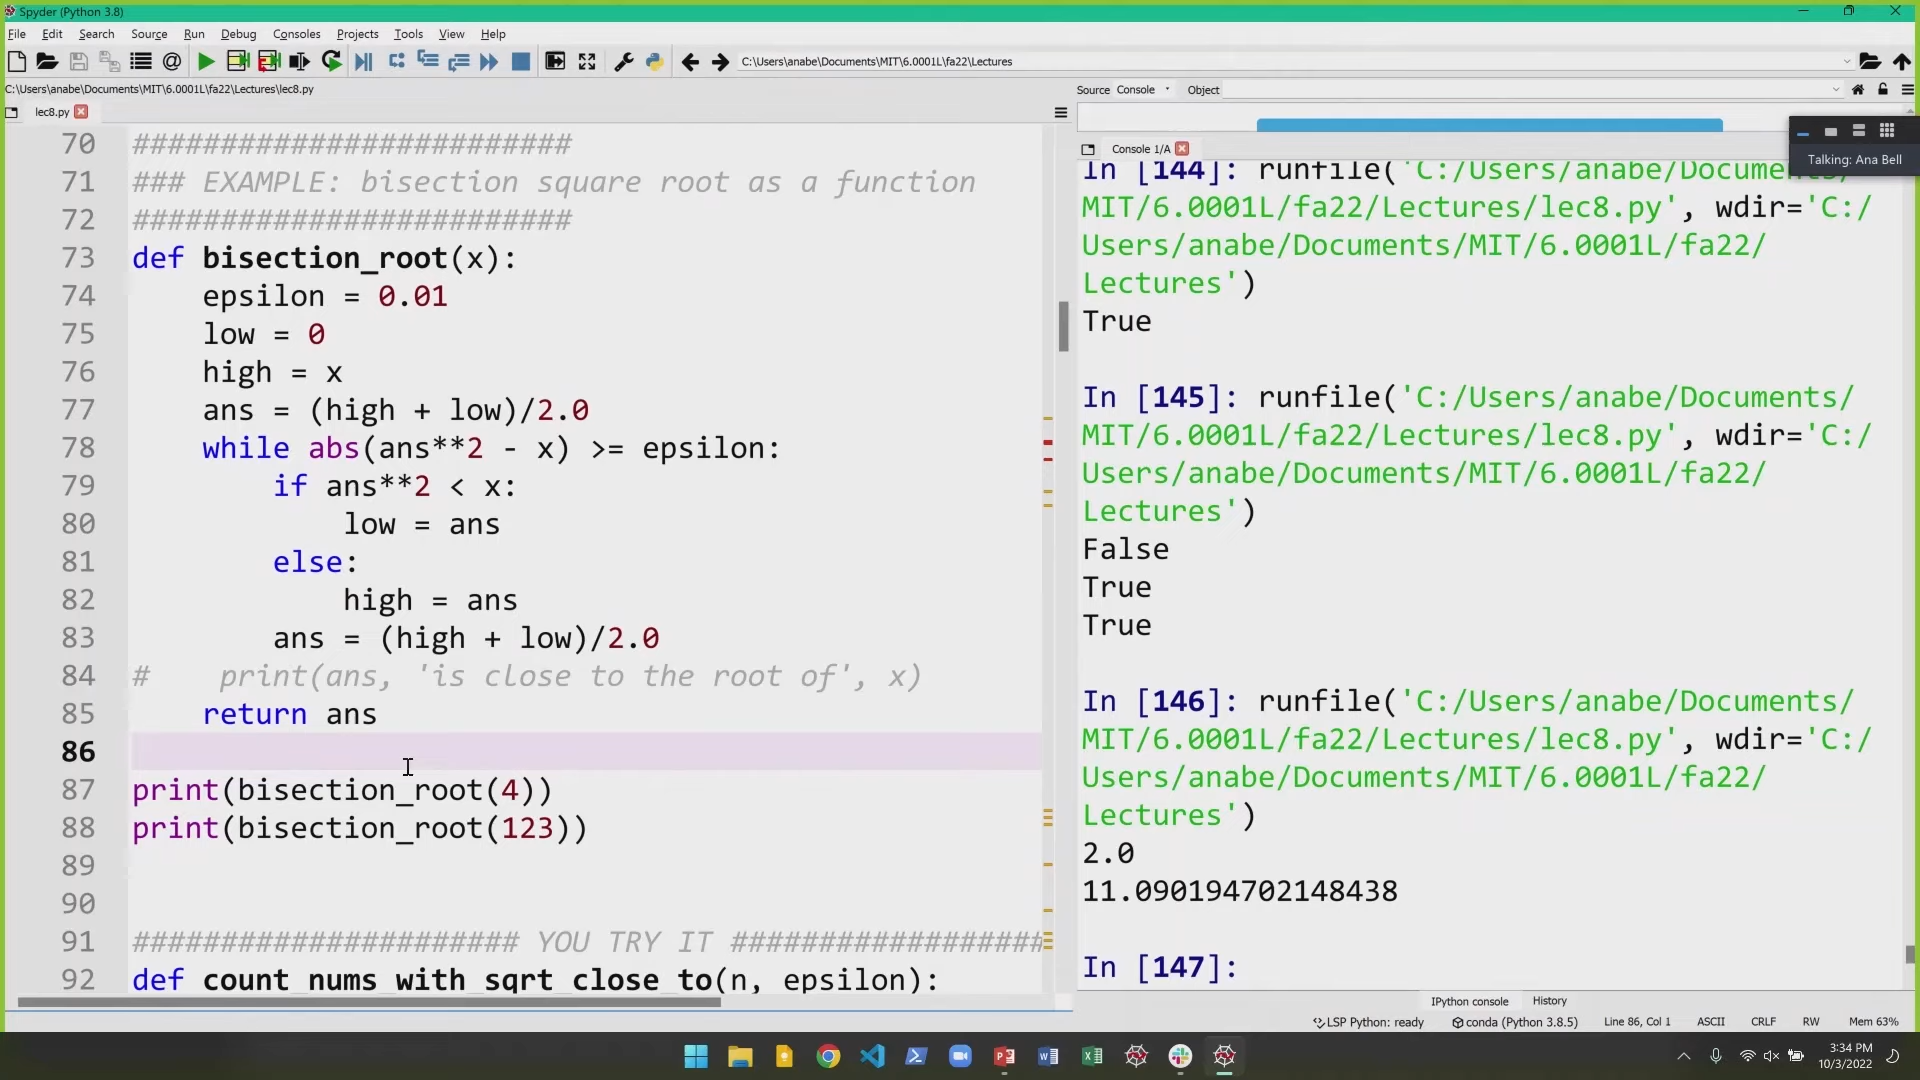 Spyder (Python 3.8)
File Edit Search Source Run Debug Consoles Projects Tools View Help
C:\Users\anabe\Documents\MIT\6.0001L\fa22\Lectures
C:\Users\anabe\Documents\MIT\6.0001L\fa22\Lectures\lec8.py
lec8.py
70 #########################
71 ### EXAMPLE: bisection square root as a function
72 #########################
73 def bisection_root(x):
74     epsilon = 0.01
75     low = 0
76     high = x
77     ans = (high + low)/2.0
78     while abs(ans**2 - x) >= epsilon:
79         if ans**2 < x:
80             low = ans
81         else:
82             high = ans
83         ans = (high + low)/2.0
84 #    print(ans, 'is close to the root of', x)
85     return ans
86
87 print(bisection_root(4))
88 print(bisection_root(123))
89
90
91 ###################### YOU TRY IT ##################
92 def count_nums_with_sqrt_close_to(n, epsilon):
Source Console Object
Talking: Ana Bell
Console 1/A
In [144]: runfile('C:/Users/anabe/Documents/
MIT/6.0001L/fa22/Lectures/lec8.py', wdir='C:/
Users/anabe/Documents/MIT/6.0001L/fa22/
Lectures')
True
In [145]: runfile('C:/Users/anabe/Documents/
MIT/6.0001L/fa22/Lectures/lec8.py', wdir='C:/
Users/anabe/Documents/MIT/6.0001L/fa22/
Lectures')
False
True
True
In [146]: runfile('C:/Users/anabe/Documents/
MIT/6.0001L/fa22/Lectures/lec8.py', wdir='C:/
Users/anabe/Documents/MIT/6.0001L/fa22/
Lectures')
2.0
11.090194702148438
In [147]:
IPython console History
LSP Python: ready conda (Python 3.8.5) Line 86, Col 1 ASCII CRLF RW Mem 63%
3:34 PM
10/3/2022